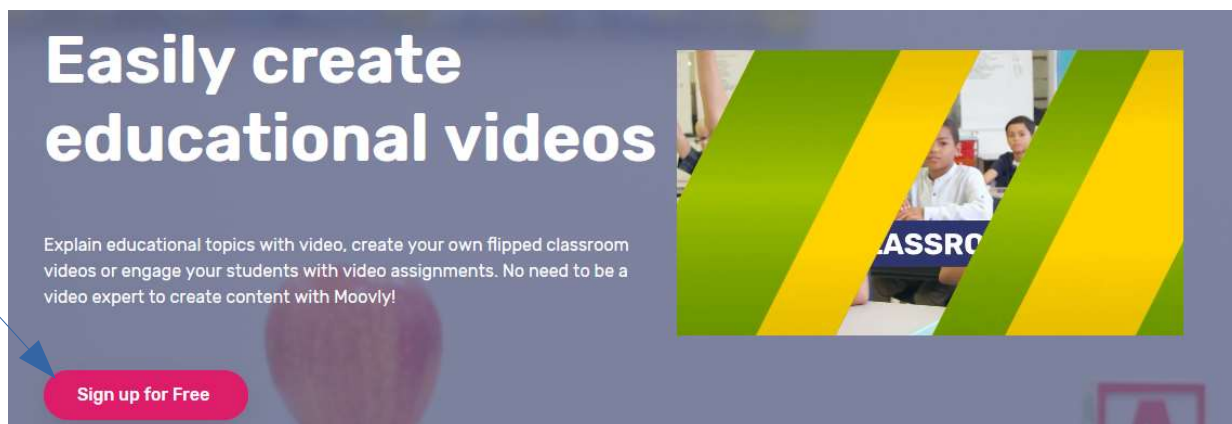 Easily create
educational videos
Explain educational topics with video, create your own flipped classroom
videos or engage your students with video assignments. No need to be a
video expert to create content with Moovly!
LASSRO
Sign up for Free
A